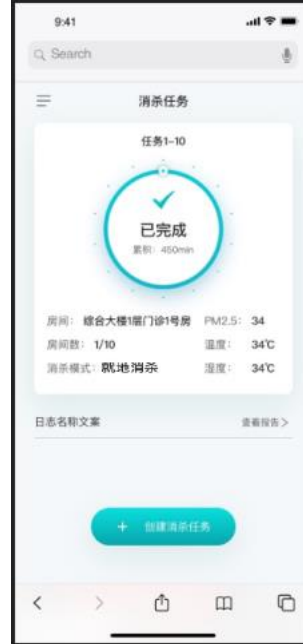 9:41
Search
消杀任务
任务1-10
已完成
累积：450min
房间：综合大楼1层门诊1号房 PM2.5：34
房间数：1/10 温度：34℃
消杀模式：就地消杀 湿度：34℃
日志名称文案 查看报告>
+ 创建消杀任务